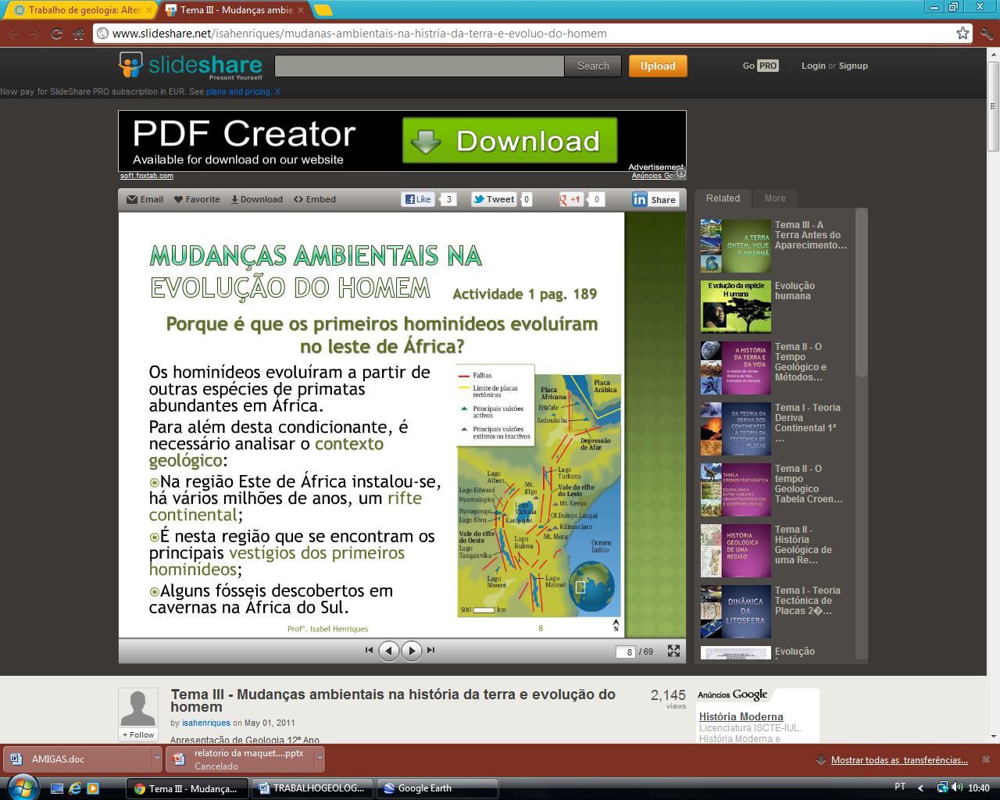 Trabalho de geologia: Alter
Tema III - Mudanças ambie
www.slideshare.net/isahenriques/mudanas-ambientais-na-histria-da-terra-e-evoluo-do-homem
slideshare
Present Yourself
Search
Upload
Go PRO
Login or Signup
Now pay for SlideShare PRO subscription in EUR. See plans and pricing. X
PDF Creator
Available for download on our website
Download
Advertisement
soft.foxtab.com
Anúncios Go
Email
Favorite
Download
Embed
Like
3
Tweet
0
+1
0
Share
MUDANÇAS AMBIENTAIS NA
EVOLUÇÃO DO HOMEM
Actividade 1 pag. 189
Porque é que os primeiros hominídeos evoluíram
no leste de África?
Os hominídeos evoluíram a partir de
outras espécies de primatas
abundantes em África.
Para além desta condicionante, é
necessário analisar o contexto
geológico:
Na região Este de África instalou-se,
há vários milhões de anos, um rifte
continental;
É nesta região que se encontram os
principais vestígios dos primeiros
hominídeos;
Alguns fósseis descobertos em
cavernas na África do Sul.
Falhas
Limite de placas
tectónicas
Principais vulcões
activos
Principais vulcões
extintos ou inactivos
Placa
Africana
Placa
Arábica
Erta'ale
Ardoukoba
Depressão
de Afar
Lago
Turkana
Lago
Albert
Mt.
Elgo
Vale do rifte
do Leste
Lago Edward
Nyamulagira
Mt. Kenya
Lago
Victoria
Nyiragongo
Ol Doinyo Lengai
Lago Kivu
Karisimbi
Kilimanjaro
Mt. Meru
Vale do rifte
do Oeste
Lago
Rukwa
Lago
Tanganvika
Oceano
Índico
Lago
Mweru
Lago
Malawi
500
km
N
Profª. Isabel Henriques
8
8 / 69
Related
More
Tema III - A
Terra Antes do
Aparecimento...
A TERRA
ONTEM, HOJE
E AMANHÃ
Evolução da espécie
Humana
Evolução
humana
A HISTÓRIA
DA TERRA E
DA VIDA
A medida do tempo.
Tema II - O
Tempo
Geológico e
Métodos...
DA TEORIA DA
DERIVA DOS
CONTINENTES
À TEORIA DA
TECTÓNICA DE
PLACAS
Tema I - Teoria
Deriva
Continental 1ª
...
TABELA
CRONOSTRATIGRÁFICA
EQUIVALÊNCIA
ENTRE UNIDADES
CRONOSTRATIGRÁFICAS
E GEOCRONOLÓGICAS
Tema II - O
tempo
Geologico
Tabela Croen...
HISTÓRIA
GEOLÓGICA
DE UMA
REGIÃO
Tema II -
História
Geológica de
uma Re...
DINÂMICA
DA
LITOSFERA
Tema I - Teoria
Tectónica de
Placas 2�...
Evolução
Tema III - Mudanças ambientais na história da terra e evolução do
homem
by isahenriques on May 01, 2011
Apresentação de Geologia 12º Ano
+ Follow
2,145
views
Anúncios Google
História Moderna
Licenciatura ISCTE-IUL.
História Moderna e
AMIGAS.doc
relatorio da maquet....pptx
Cancelado
Mostrar todas as transferências...
Tema III - Mudança...
TRABALHOGEOLOG...
Google Earth
PT
10:40